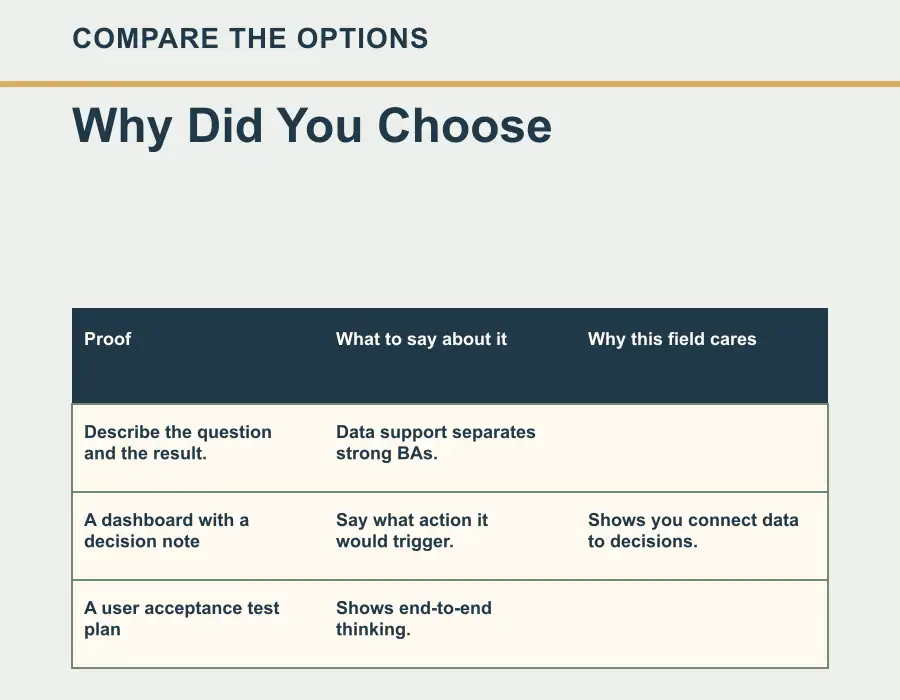 COMPARE THE OPTIONS
Why Did You Choose
Proof What to say about it Why this field cares
Describe the question Data support separates
and the result. strong BAs.
A dashboard with a Say what action it Shows you connect data
decision note would trigger. to decisions.
A user acceptance test Shows end-to-end
plan thinking.